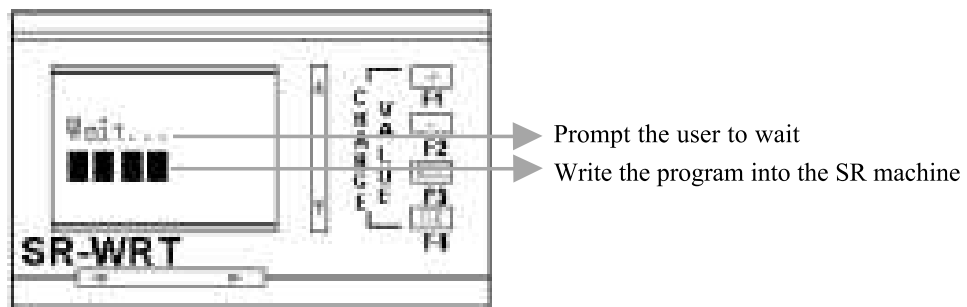 Wait...
CHANGE
VALUE
F1
F2
F3
F4
SR-WRT
Prompt the user to wait
Write the program into the SR machine